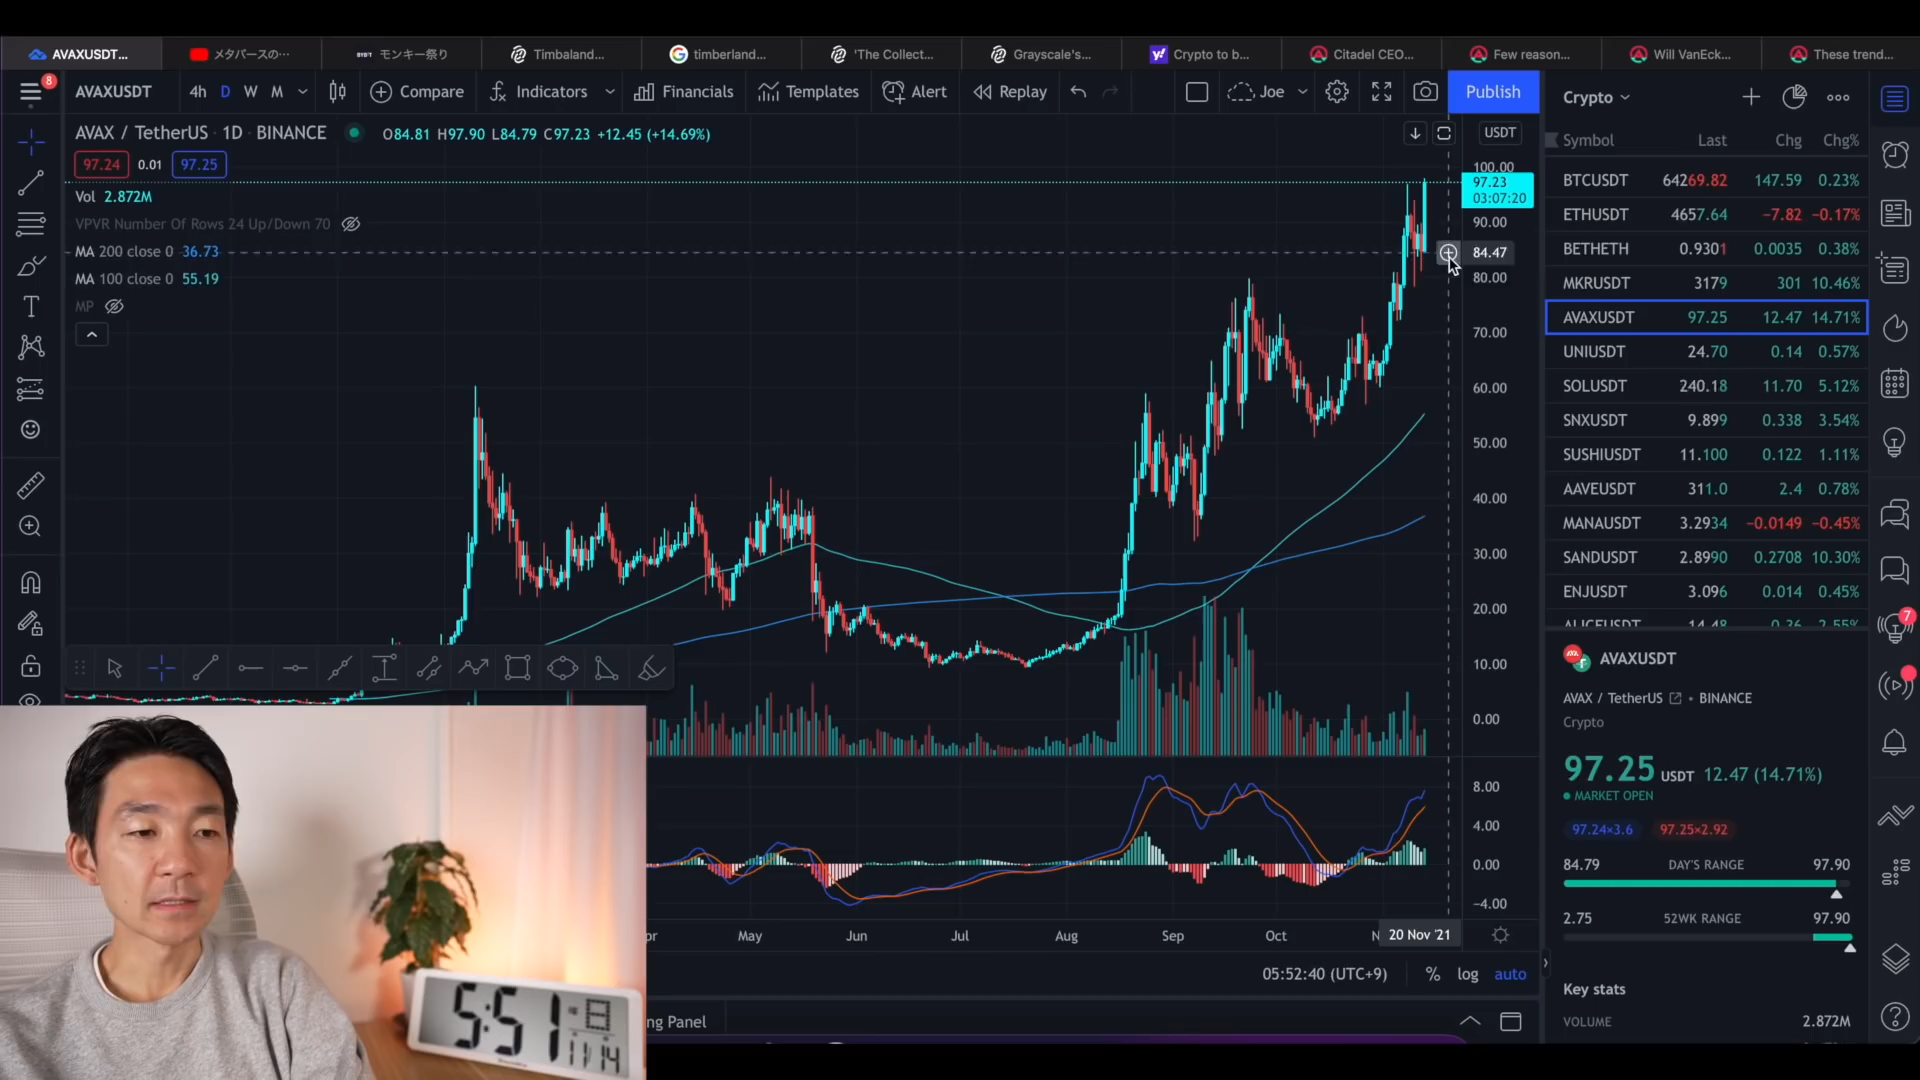 AVAXUSDT...
メタバースの…
BYBIT モンキー祭り
Timbaland...
timberland...
'The Collect...
Grayscale's...
Crypto to b...
Citadel CEO...
Few reason...
Will VanEck...
These trend...
8
AVAXUSDT
4h D W M
Compare
Indicators
Financials
Templates
Alert
Replay
Joe
Publish
AVAX / TetherUS · 1D · BINANCE
O84.81 H97.90 L84.79 C97.23 +12.45 (+14.69%)
97.24 0.01 97.25
Vol 2.872M
VPVR Number Of Rows 24 Up/Down 70
MA 200 close 0 36.73
MA 100 close 0 55.19
MP
USDT
100.00
97.23
03:07:20
90.00
84.47
80.00
70.00
60.00
50.00
40.00
30.00
20.00
10.00
0.00
8.00
4.00
0.00
−4.00
pr May Jun Jul Aug Sep Oct N 20 Nov '21
05:52:40 (UTC+9) % log auto
ng Panel
Crypto
Symbol Last Chg Chg%
BTCUSDT 64269.82 147.59 0.23%
ETHUSDT 4657.64 −7.82 −0.17%
BETHETH 0.9301 0.0035 0.38%
MKRUSDT 3179 301 10.46%
AVAXUSDT 97.25 12.47 14.71%
UNIUSDT 24.70 0.14 0.57%
SOLUSDT 240.18 11.70 5.12%
SNXUSDT 9.899 0.338 3.54%
SUSHIUSDT 11.100 0.122 1.11%
AAVEUSDT 311.0 2.4 0.78%
MANAUSDT 3.2934 −0.0149 −0.45%
SANDUSDT 2.8990 0.2708 10.30%
ENJUSDT 3.096 0.014 0.45%
ALICEUSDT 14.48 0.36 2.55%
7
AVAXUSDT
AVAX / TetherUS • BINANCE
Crypto
97.25 USDT 12.47 (14.71%)
MARKET OPEN
97.24×3.6 97.25×2.92
84.79 DAY'S RANGE 97.90
2.75 52WK RANGE 97.90
Key stats
VOLUME 2.872M
5:51
日
11/14